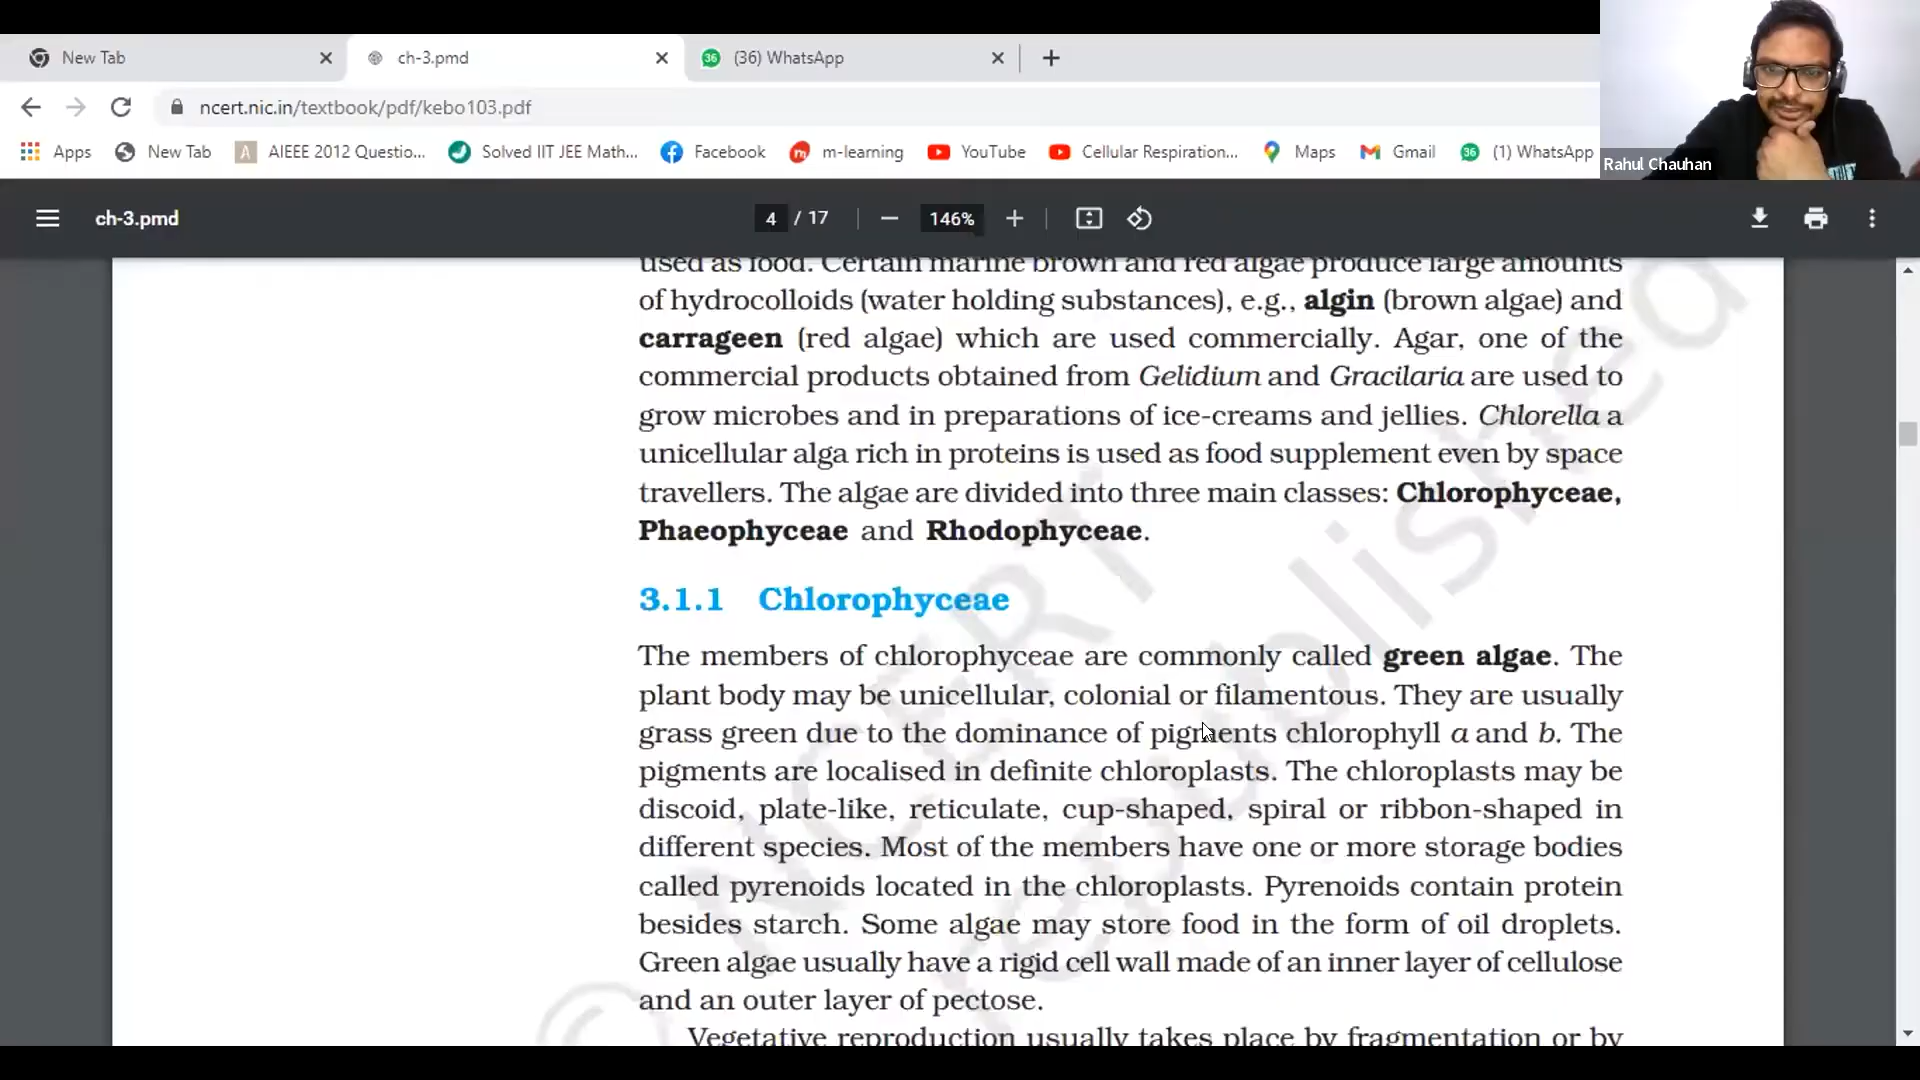 New Tab
ch-3.pmd
36 (36) WhatsApp
ncert.nic.in/textbook/pdf/kebo103.pdf
Apps New Tab A AIEEE 2012 Questio... Solved IIT JEE Math... Facebook m-learning YouTube Cellular Respiration... Maps Gmail 36 (1) WhatsApp
Rahul Chauhan
ch-3.pmd 4 / 17 146%
used as food. Certain marine brown and red algae produce large amounts
of hydrocolloids (water holding substances), e.g., algin (brown algae) and
carrageen (red algae) which are used commercially. Agar, one of the
commercial products obtained from Gelidium and Gracilaria are used to
grow microbes and in preparations of ice-creams and jellies. Chlorella a
unicellular alga rich in proteins is used as food supplement even by space
travellers. The algae are divided into three main classes: Chlorophyceae,
Phaeophyceae and Rhodophyceae.
3.1.1 Chlorophyceae
The members of chlorophyceae are commonly called green algae. The
plant body may be unicellular, colonial or filamentous. They are usually
grass green due to the dominance of pigments chlorophyll a and b. The
pigments are localised in definite chloroplasts. The chloroplasts may be
discoid, plate-like, reticulate, cup-shaped, spiral or ribbon-shaped in
different species. Most of the members have one or more storage bodies
called pyrenoids located in the chloroplasts. Pyrenoids contain protein
besides starch. Some algae may store food in the form of oil droplets.
Green algae usually have a rigid cell wall made of an inner layer of cellulose
and an outer layer of pectose.
Vegetative reproduction usually takes place by fragmentation or by
© NCERT
republished